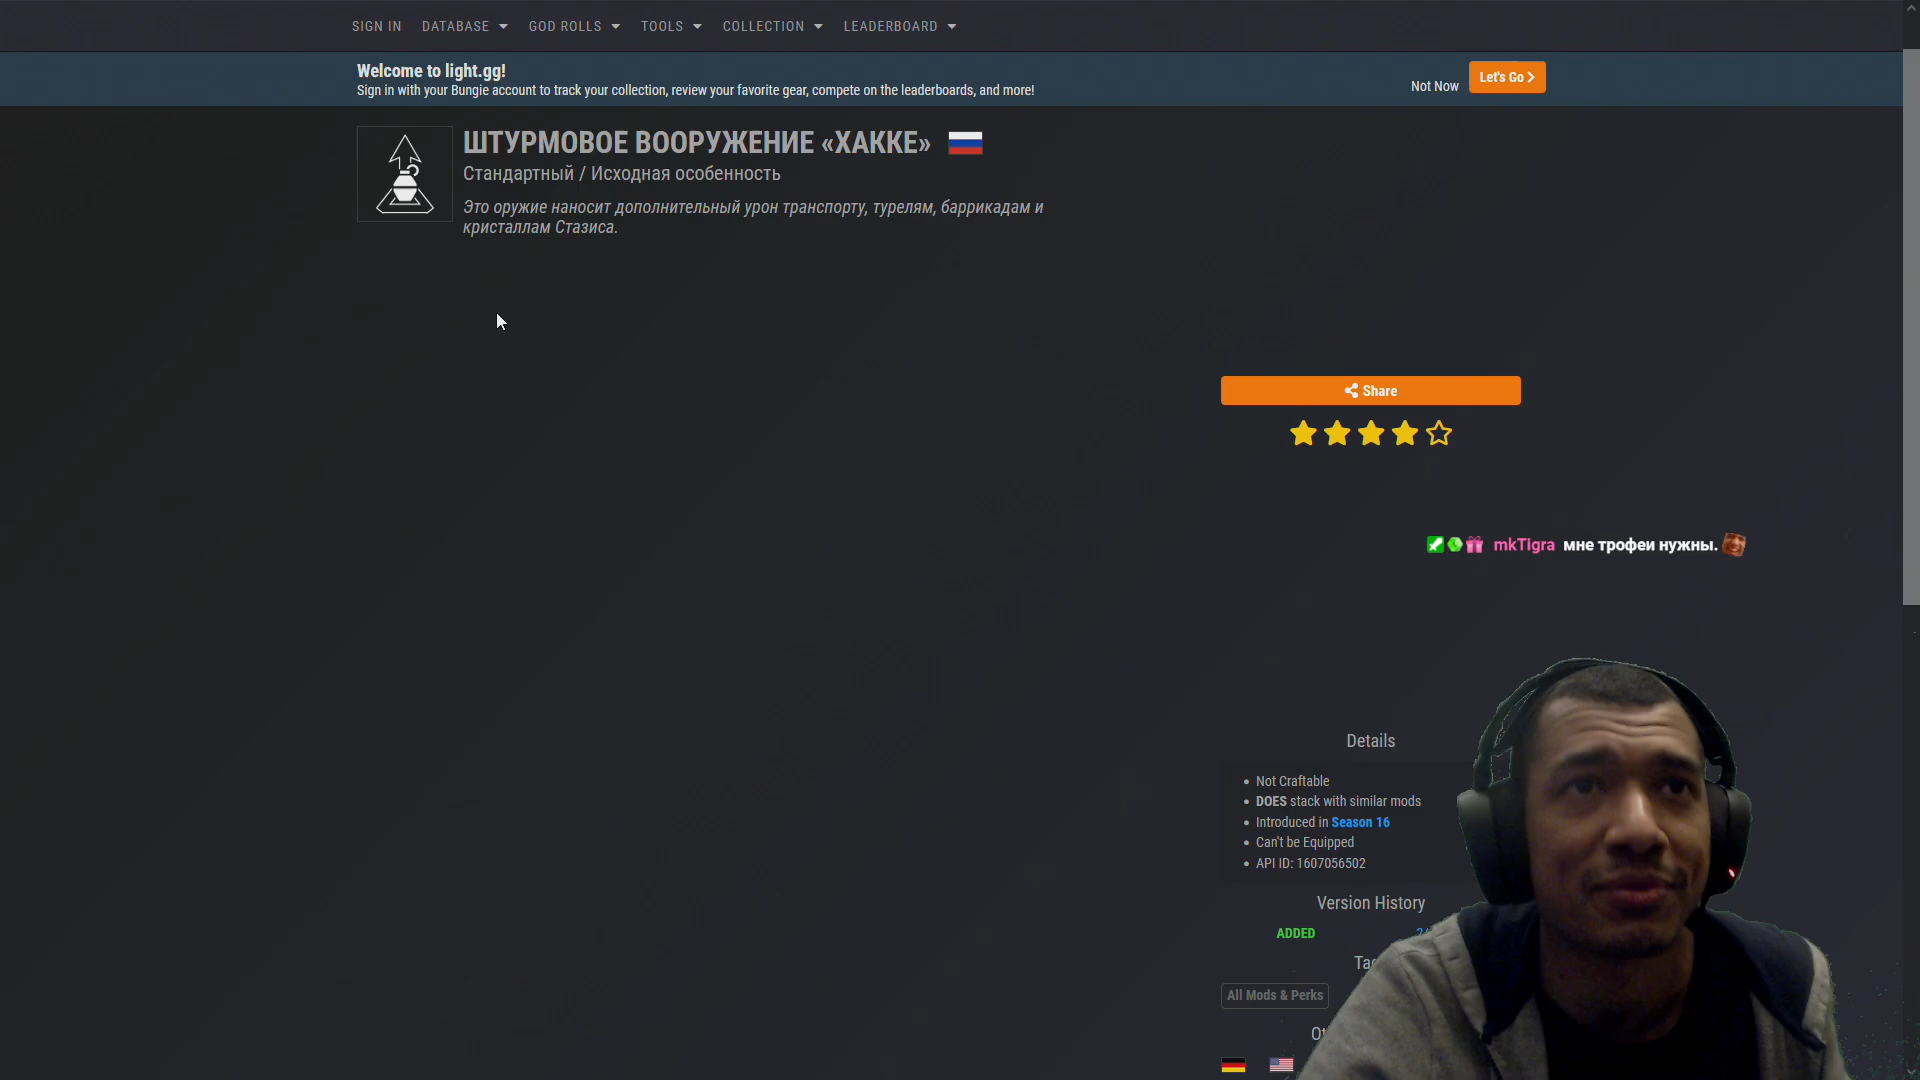 SIGN IN DATABASE GOD ROLLS TOOLS COLLECTION LEADERBOARD
Welcome to light.gg!
Sign in with your Bungie account to track your collection, review your favorite gear, compete on the leaderboards, and more!
Not Now Let's Go
ШТУРМОВОЕ ВООРУЖЕНИЕ «ХАККЕ»
Стандартный / Исходная особенность
Это оружие наносит дополнительный урон транспорту, турелям, баррикадам и
кристаллам Стазиса.
Share
mkTigra мне трофеи нужны.
Details
Not Craftable
DOES stack with similar mods
Introduced in Season 16
Can't be Equipped
API ID: 1607056502
Version History
ADDED
All Mods & Perks